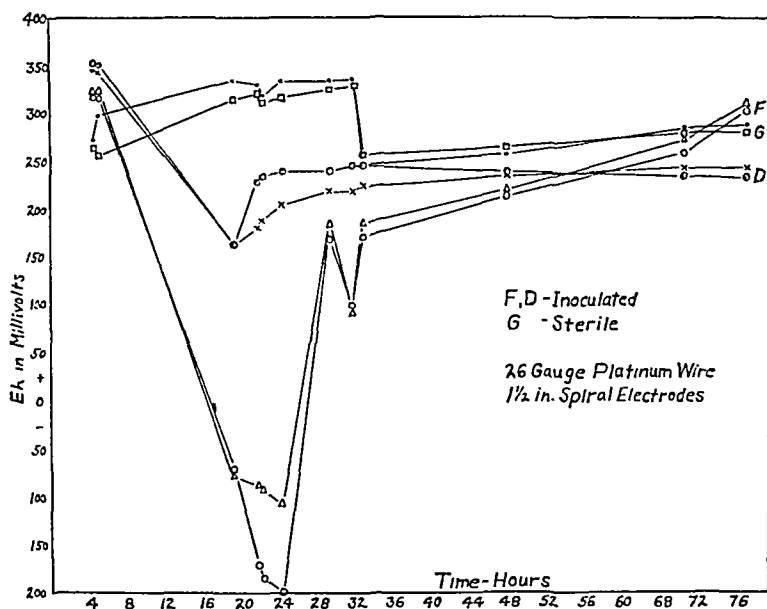 400
350
300
250
200
150
100
50
+
0
-
50
100
150
200
Eh in Millivolts
F
G
D
F,D - Inoculated
G - Sterile
26 Gauge Platinum Wire
1½ in. Spiral Electrodes
Time-Hours
4 8 12 16 20 24 28 32 36 40 44 48 52 56 60 64 68 72 76